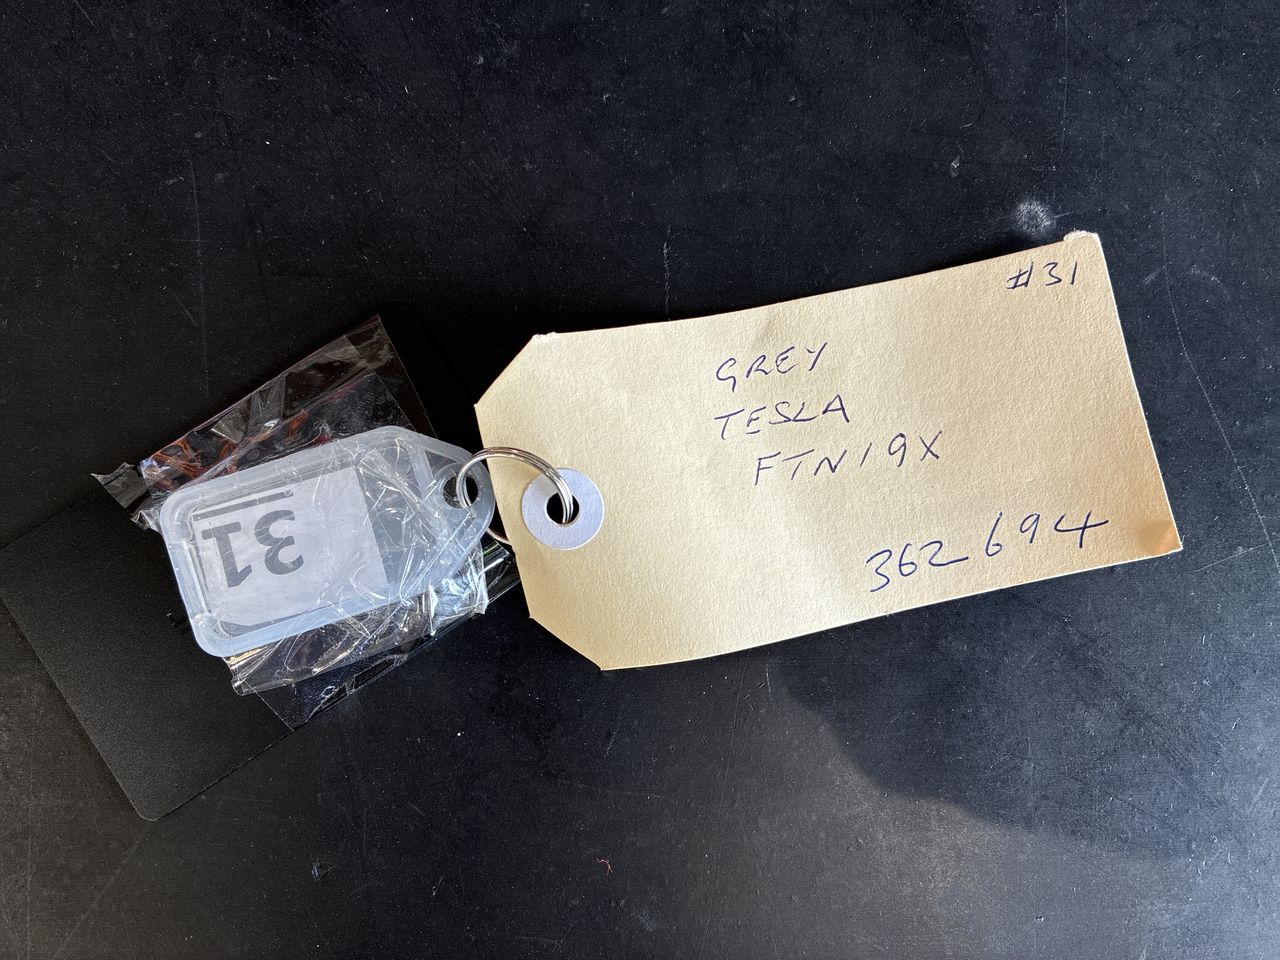 #31
GREY
TESLA
FTN19X
362694
31